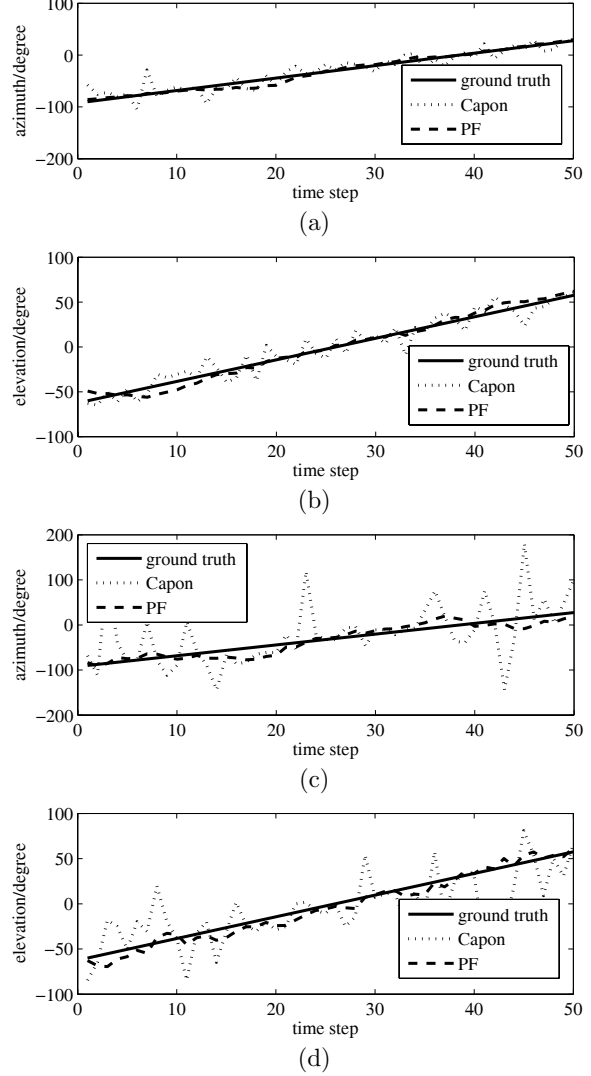 100
0
−100
−200
azimuth/degree
ground truth
Capon
PF
0 10 20 30 40 50
time step
(a)
100
50
0
−50
−100
elevation/degree
ground truth
Capon
PF
0 10 20 30 40 50
time step
(b)
200
100
0
−100
−200
azimuth/degree
ground truth
Capon
PF
0 10 20 30 40 50
time step
(c)
100
50
0
−50
−100
elevation/degree
ground truth
Capon
PF
0 10 20 30 40 50
time step
(d)